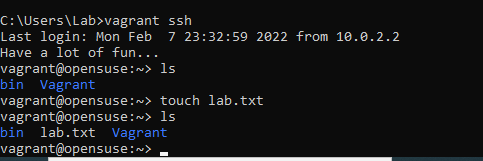 C:\Users\Lab>vagrant ssh
Last login: Mon Feb  7 23:32:59 2022 from 10.0.2.2
Have a lot of fun...
vagrant@opensuse:~> ls
bin  Vagrant
vagrant@opensuse:~> touch lab.txt
vagrant@opensuse:~> ls
bin  lab.txt  Vagrant
vagrant@opensuse:~>